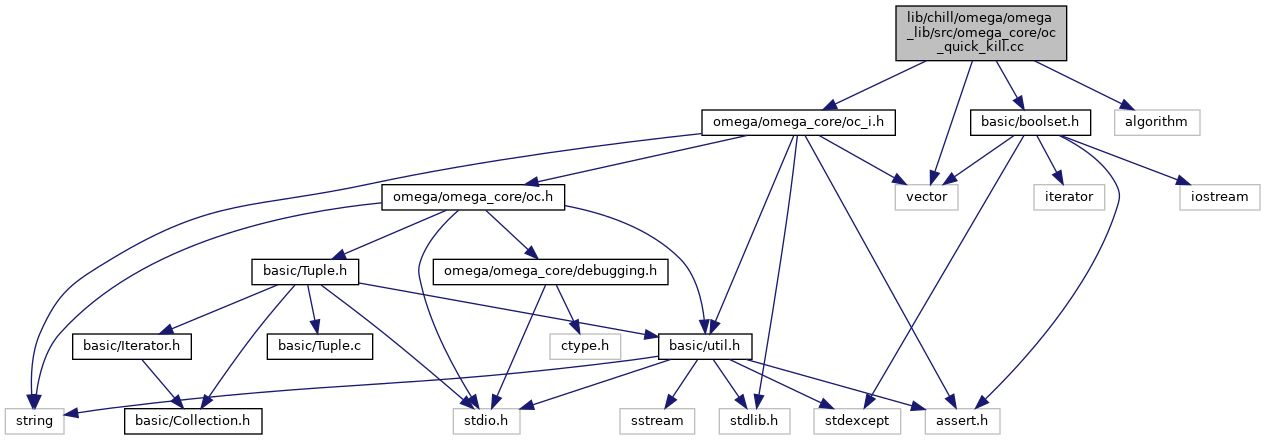 lib/chill/omega/omega
_lib/src/omega_core/oc
_quick_kill.cc
omega/omega_core/oc_i.h
basic/boolset.h
algorithm
omega/omega_core/oc.h
vector
iterator
iostream
basic/Tuple.h
omega/omega_core/debugging.h
basic/Iterator.h
basic/Tuple.c
ctype.h
basic/util.h
string
basic/Collection.h
stdio.h
sstream
stdlib.h
stdexcept
assert.h